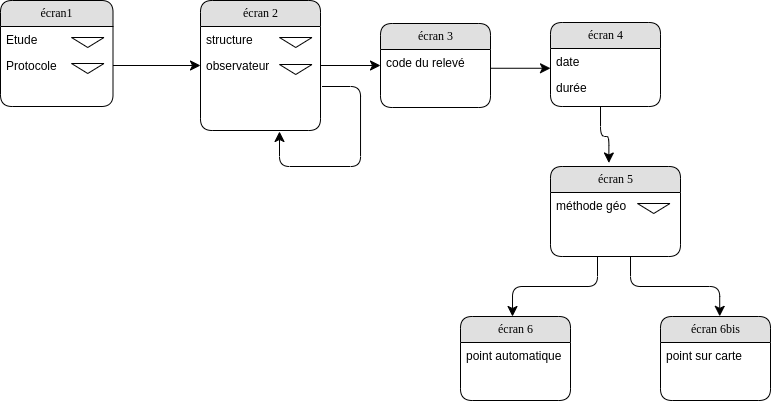 écran1
Etude
Protocole
écran 2
structure
observateur
écran 3
code du relevé
écran 4
date
durée
écran 5
méthode géo
écran 6
point automatique
écran 6bis
point sur carte